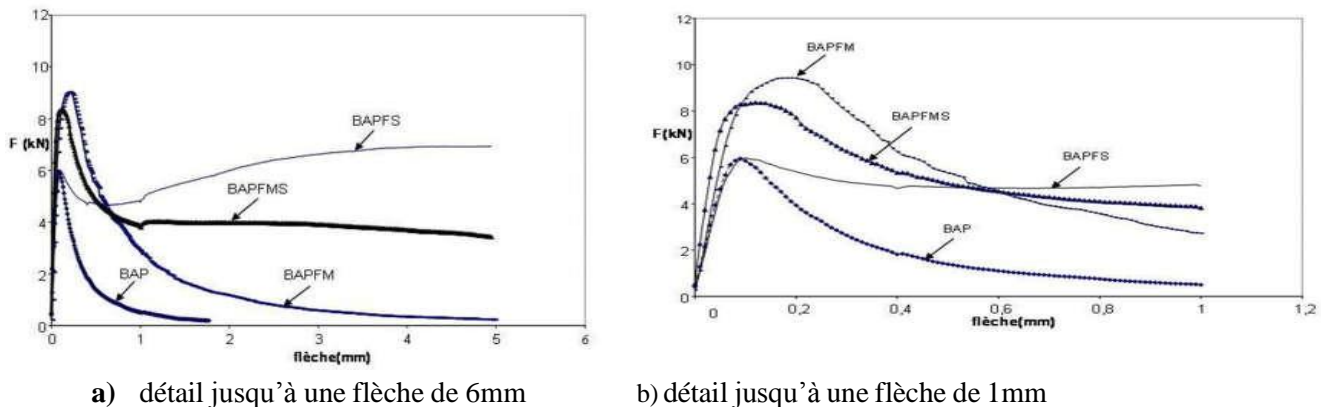 12
10
8
F (kN)
6
4
2
0
BAPFS
BAPFMS
BAP
BAPFM
0 1 2 3 4 5 6
flèche(mm)
12
10
8
F(kN)
6
4
2
0
BAPFM
BAPFMS
BAPFS
BAP
0 0,2 0,4 0,6 0,8 1 1,2
flèche(mm)
a) détail jusqu'à une flèche de 6mm
b) détail jusqu'à une flèche de 1mm